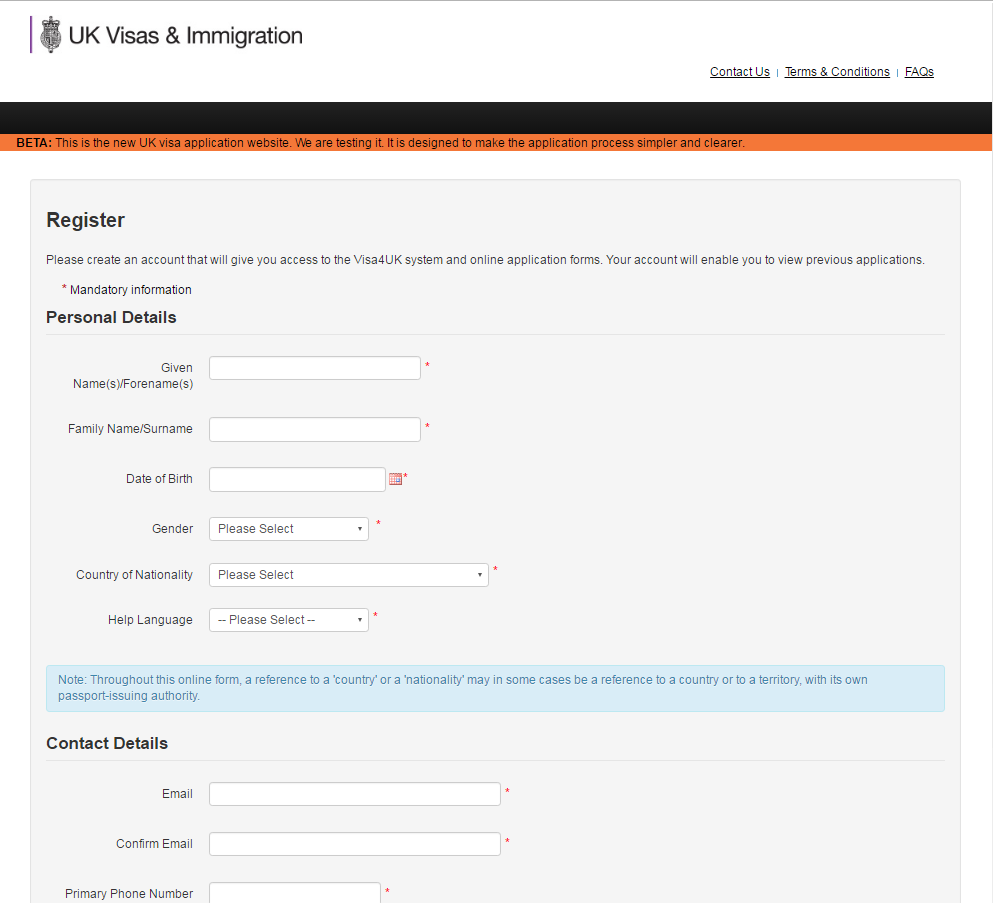 UK Visas & Immigration
Contact Us | Terms & Conditions | FAQs
BETA: This is the new UK visa application website. We are testing it. It is designed to make the application process simpler and clearer.
Register
Please create an account that will give you access to the Visa4UK system and online application forms. Your account will enable you to view previous applications.
* Mandatory information
Personal Details
Given
Name(s)/Forename(s) *
Family Name/Surname *
Date of Birth *
Gender Please Select *
Country of Nationality Please Select *
Help Language -- Please Select -- *
Note: Throughout this online form, a reference to a 'country' or a 'nationality' may in some cases be a reference to a country or to a territory, with its own
passport-issuing authority.
Contact Details
Email *
Confirm Email *
Primary Phone Number *